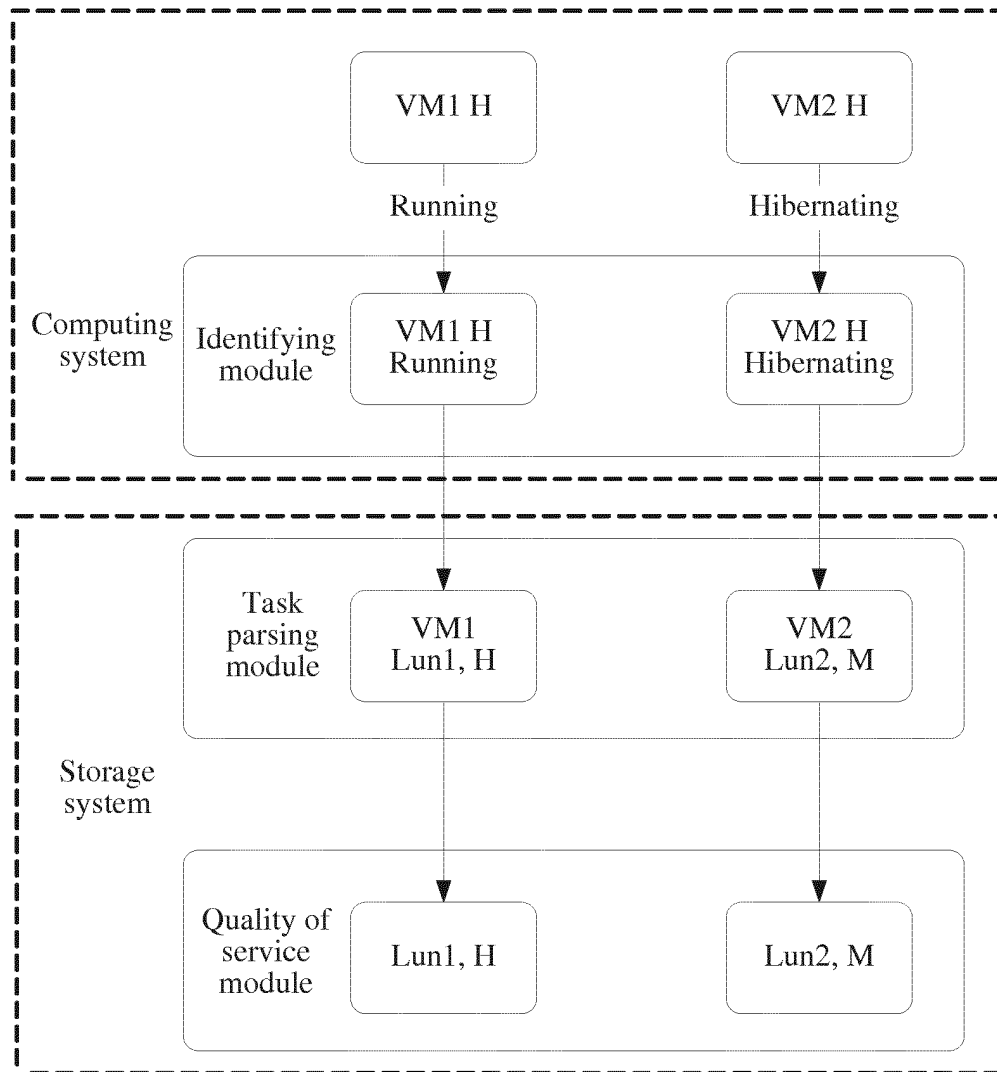 VM1 H
VM2 H
Running
Hibernating
Computing
system
Identifying
module
VM1 H
Running
VM2 H
Hibernating
Task
parsing
module
VM1
Lun1, H
VM2
Lun2, M
Storage
system
Quality of
service
module
Lun1, H
Lun2, M